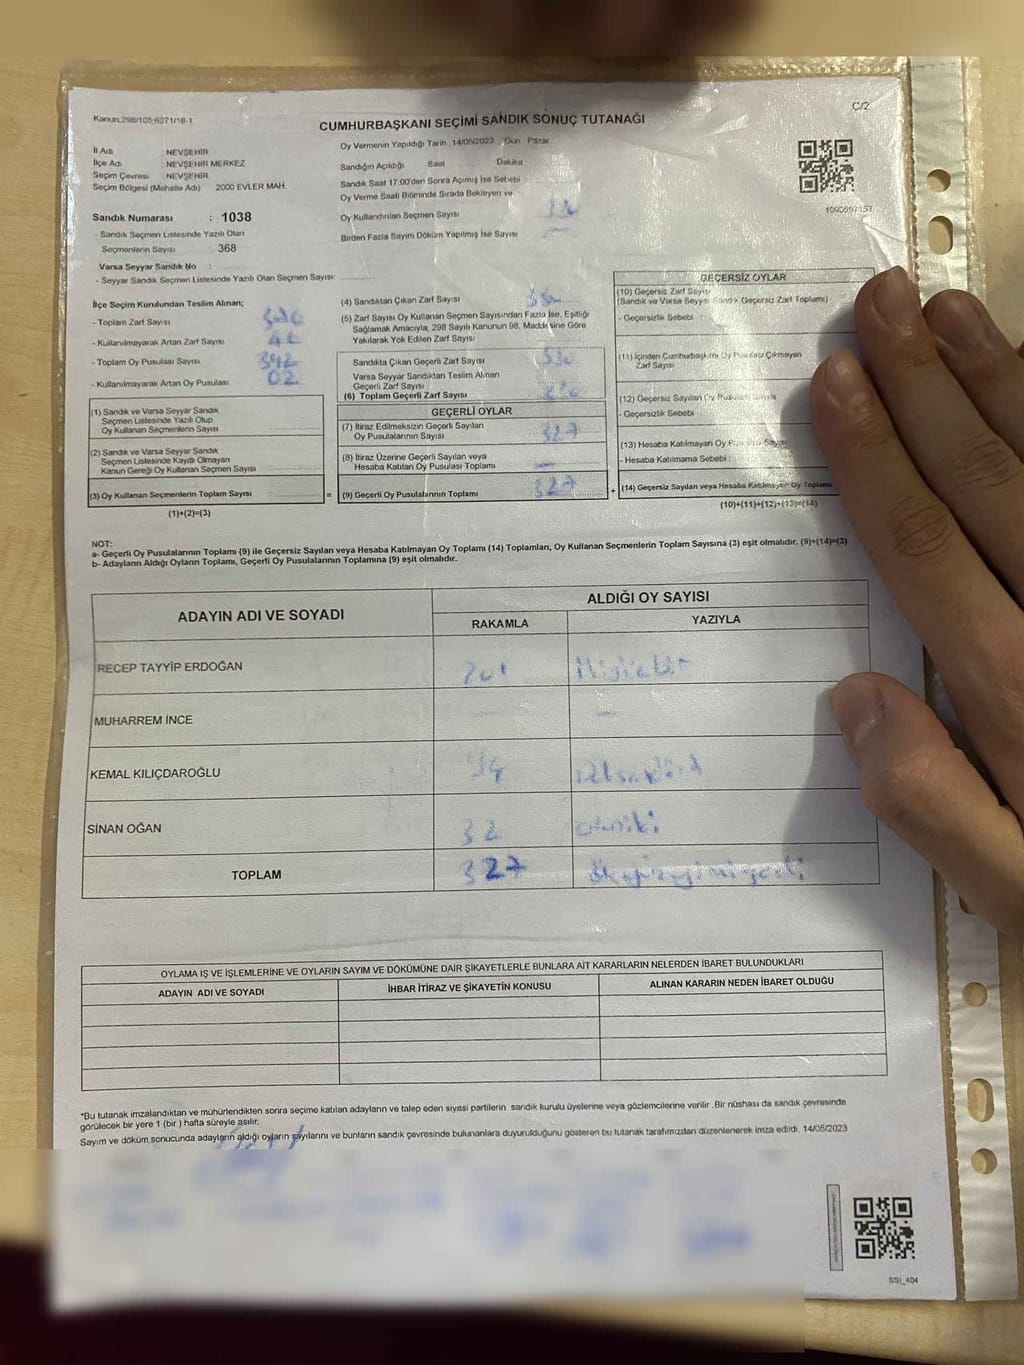 C/2
Kanun.298/105,6271/18-1
CUMHURBAŞKANI SEÇİMİ SANDIK SONUÇ TUTANAĞI
İl Adı : NEVŞEHİR
İlçe Adı : NEVŞEHİR MERKEZ
Seçim Çevresi : NEVŞEHİR
Seçim Bölgesi (Mahalle Adı) 2000 EVLER MAH.
Sandık Numarası : 1038
Sandık Seçmen Listesinde Yazılı Olan
Seçmenlerin Sayısı : 368
Varsa Seyyar Sandık No :
- Seyyar Sandık Seçmen Listesinde Yazılı Olan Seçmen Sayısı:
Oy Vermenin Yapıldığı Tarih : 14/05/2023 Gün : Pazar
Sandığın Açıldığı Saat Dakika
Sandık Saat 17:00'den Sonra Açımış İse Sebebi
Oy Verme Saati Bitiminde Sırada Bekleyen ve
Oy Kullandırılan Seçmen Sayısı
Birden Fazla Sayım Döküm Yapılmış İse Sayısı
İlçe Seçim Kurulundan Teslim Alınan;
- Toplam Zarf Sayısı
- Kullanılmayarak Artan Zarf Sayısı
- Toplam Oy Pusulası Sayısı 392
- Kullanılmayarak Artan Oy Pusulası 02
(1) Sandık ve Varsa Seyyar Sandık
Seçmen Listesinde Yazılı Olup
Oy Kullanan Seçmenlerin Sayısı
(2) Sandık ve Varsa Seyyar Sandık
Seçmen Listesinde Kayıtlı Olmayan
Kanun Gereği Oy Kullanan Seçmen Sayısı
(3) Oy Kullanan Seçmenlerin Toplam Sayısı
(1)+(2)=(3)
(4) Sandıktan Çıkan Zarf Sayısı
(5) Zarf Sayısı Oy Kullanan Seçmen Sayısından Fazla İse, Eşitliği
Sağlamak Amacıyla, 298 Sayılı Kanunun 98. Maddesine Göre
Yakılarak Yok Edilen Zarf Sayısı
Sandıkta Çıkan Geçerli Zarf Sayısı
Varsa Seyyar Sandıktan Teslim Alınan
Geçerli Zarf Sayısı
(6) Toplam Geçerli Zarf Sayısı
GEÇERLİ OYLAR
(7) İtiraz Edilmeksizin Geçerli Sayılan
Oy Pusulalarının Sayısı 327
(8) İtiraz Üzerine Geçerli Sayılan veya
Hesaba Katılan Oy Pusulası Toplamı
= (9) Geçerli Oy Pusulalarının Toplamı 327 +
GEÇERSİZ OYLAR
(10) Geçersiz Zarf Sayısı
(Sandık ve Varsa Seyyar Sandık Geçersiz Zarf Toplamı)
- Geçersizlik Sebebi :
(11) İçinden Cumhurbaşkanı Oy Pusulası Çıkmayan
Zarf Sayısı
(12) Geçersiz Sayılan Oy Pusulası Sayısı
- Geçersizlik Sebebi
(13) Hesaba Katılmayan Oy Pusulası Sayısı
- Hesaba Katılmama Sebebi :
(14) Geçersiz Sayılan veya Hesaba Katılmayan Oy Toplamı
(10)+(11)+(12)+(13)=(14)
NOT:
a- Geçerli Oy Pusulalarının Toplamı (9) ile Geçersiz Sayılan veya Hesaba Katılmayan Oy Toplamı (14) Toplamları, Oy Kullanan Seçmenlerin Toplam Sayısına (3) eşit olmalıdır. (9)+(14)=(3)
b- Adayların Aldığı Oyların Toplamı, Geçerli Oy Pusulalarının Toplamına (9) eşit olmalıdır.
ADAYIN ADI VE SOYADI ALDIĞI OY SAYISI
RAKAMLA YAZIYLA
RECEP TAYYİP ERDOĞAN 201
MUHARREM İNCE
KEMAL KILIÇDAROĞLU 94
SİNAN OĞAN 32 otuziki
TOPLAM 327
OYLAMA İŞ VE İŞLEMLERİNE VE OYLARIN SAYIM VE DÖKÜMÜNE DAİR ŞİKAYETLERLE BUNLARA AİT KARARLARIN NELERDEN İBARET BULUNDUKLARI
ADAYIN ADI VE SOYADI İHBAR İTİRAZ VE ŞİKAYETİN KONUSU ALINAN KARARIN NEDEN İBARET OLDUĞU
*Bu tutanak imzalandıktan ve mühürlendikten sonra seçime katılan adayların ve talep eden siyasi partilerin sandık kurulu üyelerine veya gözlemcilerine verilir .Bir nüshası da sandık çevresinde
görülecek bir yere 1 (bir ) hafta süreyle asılır.
Sayım ve döküm sonucunda adayların aldığı oyların sayılarını ve bunların sandık çevresinde bulunanlara duyurulduğunu gösteren bu tutanak tarafımızdan düzenlenerek imza edildi. 14/05/2023
SSI_404